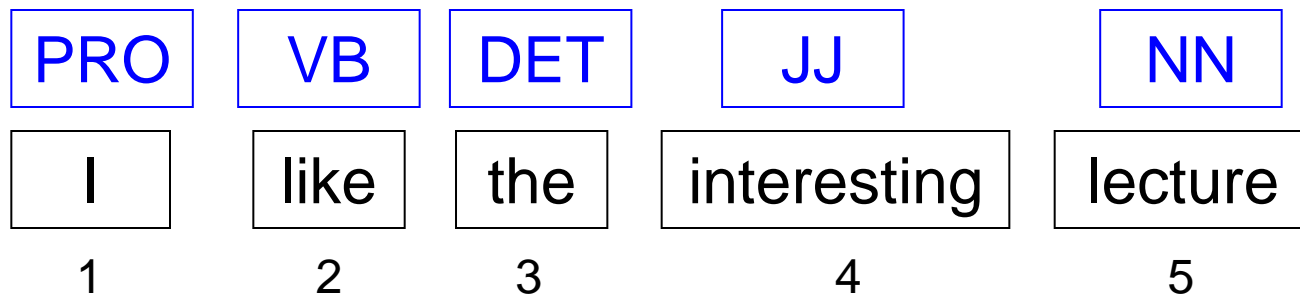 PRO VB DET JJ NN
I like the interesting lecture
1 2 3 4 5